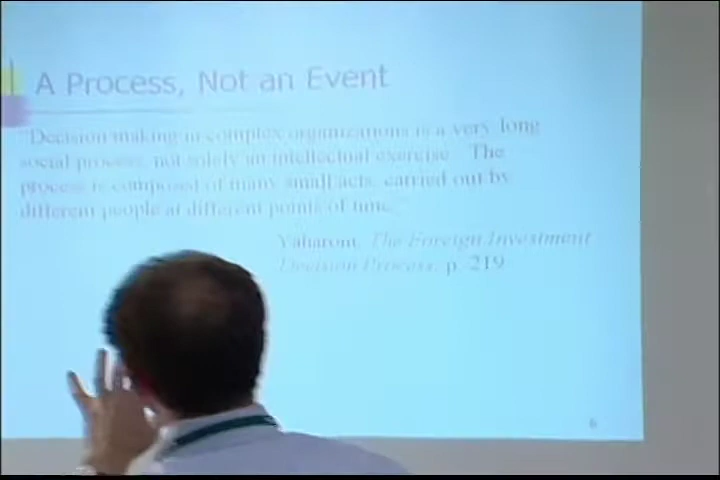 A Process, Not an Event
"Decision making in complex organizations is a very long
social process, not solely an intellectual exercise. The
process is composed of many small acts, carried out by
different people at different points of time.
Yaharoni, The Foreign Investment
Decision Process, p. 219
6